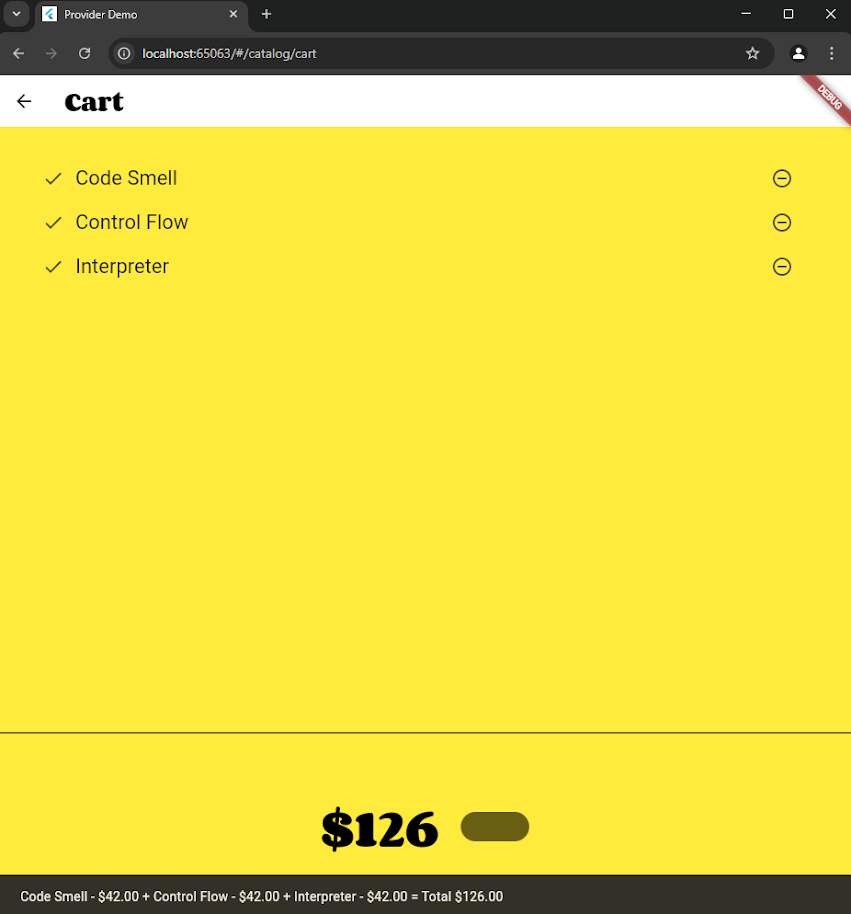 Provider Demo
localhost:65063/#/catalog/cart
Cart
DEBUG
Code Smell
Control Flow
Interpreter
$126
Code Smell - $42.00 + Control Flow - $42.00 + Interpreter - $42.00 = Total $126.00